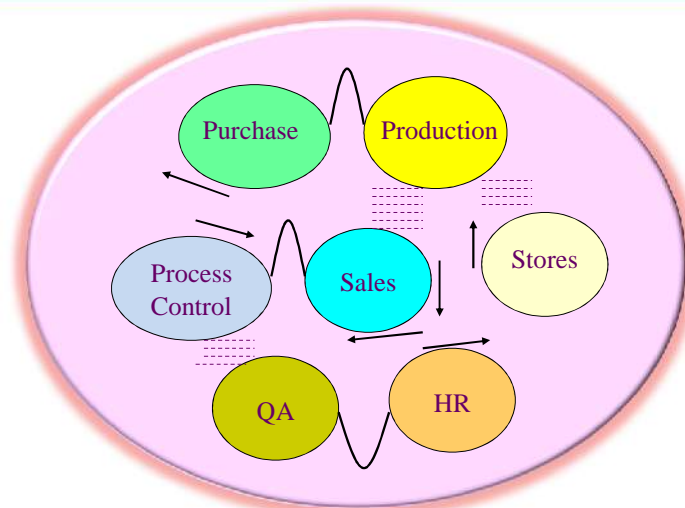 Purchase
Production
Process
Control
Sales
Stores
QA
HR